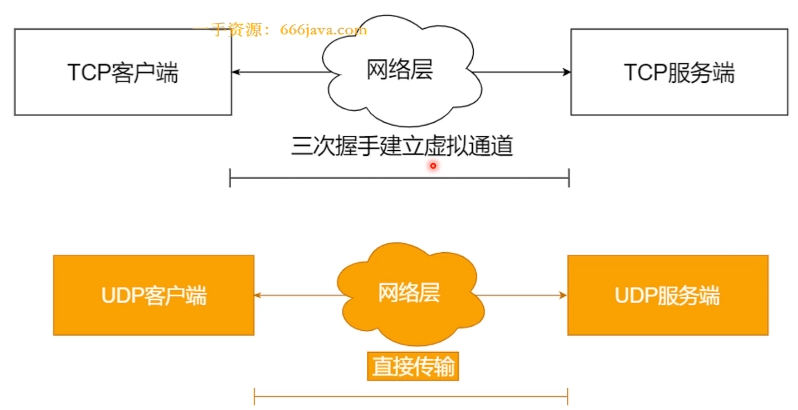 一手资源：666java.com
TCP客户端
网络层
TCP服务端
三次握手建立虚拟通道
UDP客户端
网络层
UDP服务端
直接传输